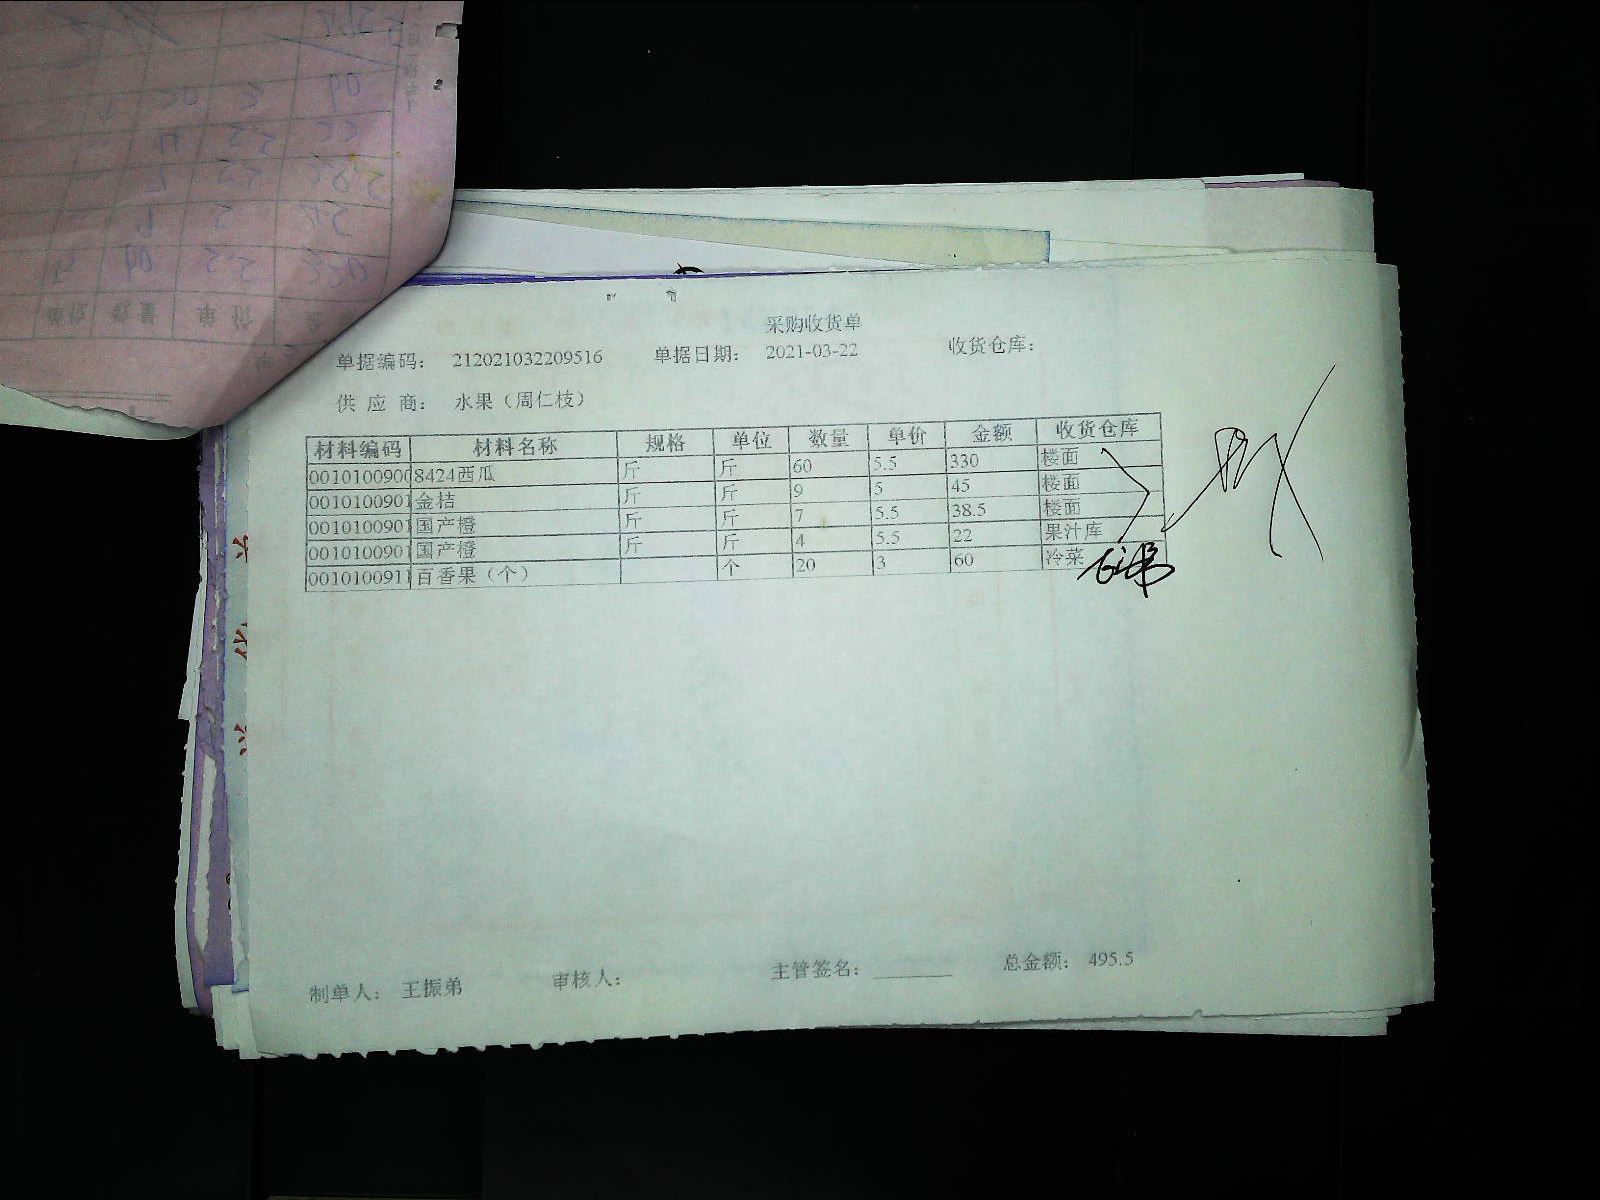 采购收货单
单据编码: 212021032209516 单据日期: 2021-03-22 收货仓库:
供 应 商: 水果（周仁枝）
材料编码 材料名称 规格 单位 数量 单价 金额 收货仓库
0010100900 8424西瓜 斤 斤 60 5.5 330 楼面
001010090 金桔 斤 斤 9 5 45 楼面
001010090 国产橙 斤 斤 7 5.5 38.5 楼面
001010090 国产橙 斤 斤 4 5.5 22 果汁库
001010091 百香果（个） 个 20 3 60 冷菜
制单人: 王振弟 审核人: 主管签名: ________ 总金额: 495.5